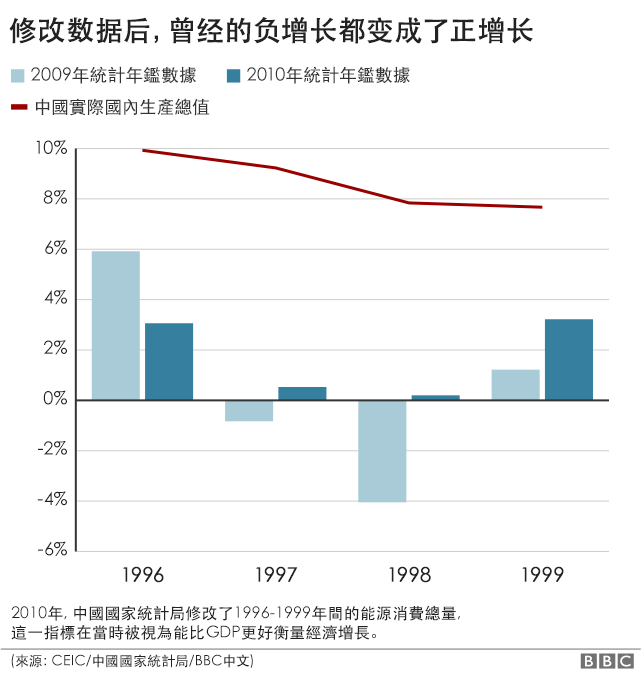 修改数据后，曾经的负增长都变成了正增长
2009年統計年鑑數據 2010年統計年鑑數據
中國實際國內生產總值
10%
8%
6%
4%
2%
0%
-2%
-4%
-6%
1996 1997 1998 1999
2010年，中國國家統計局修改了1996-1999年間的能源消費總量，
這一指標在當時被視為能比GDP更好衡量經濟增長。
(來源：CEIC/中國國家統計局/BBC中文)
BBC